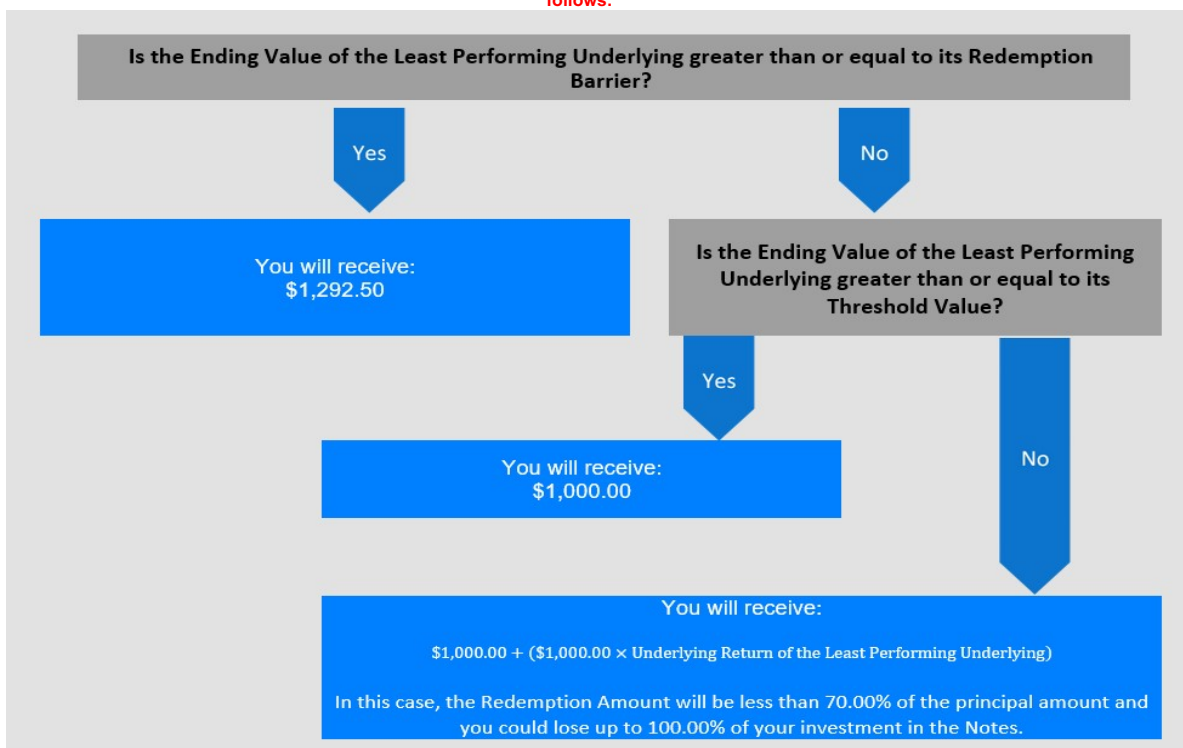 follows:
Is the Ending Value of the Least Performing Underlying greater than or equal to its Redemption
Barrier?
Yes
No
You will receive:
$1,292.50
Is the Ending Value of the Least Performing
Underlying greater than or equal to its
Threshold Value?
Yes
No
You will receive:
$1,000.00
You will receive:
$1,000.00 + ($1,000.00 × Underlying Return of the Least Performing Underlying)
In this case, the Redemption Amount will be less than 70.00% of the principal amount and
you could lose up to 100.00% of your investment in the Notes.